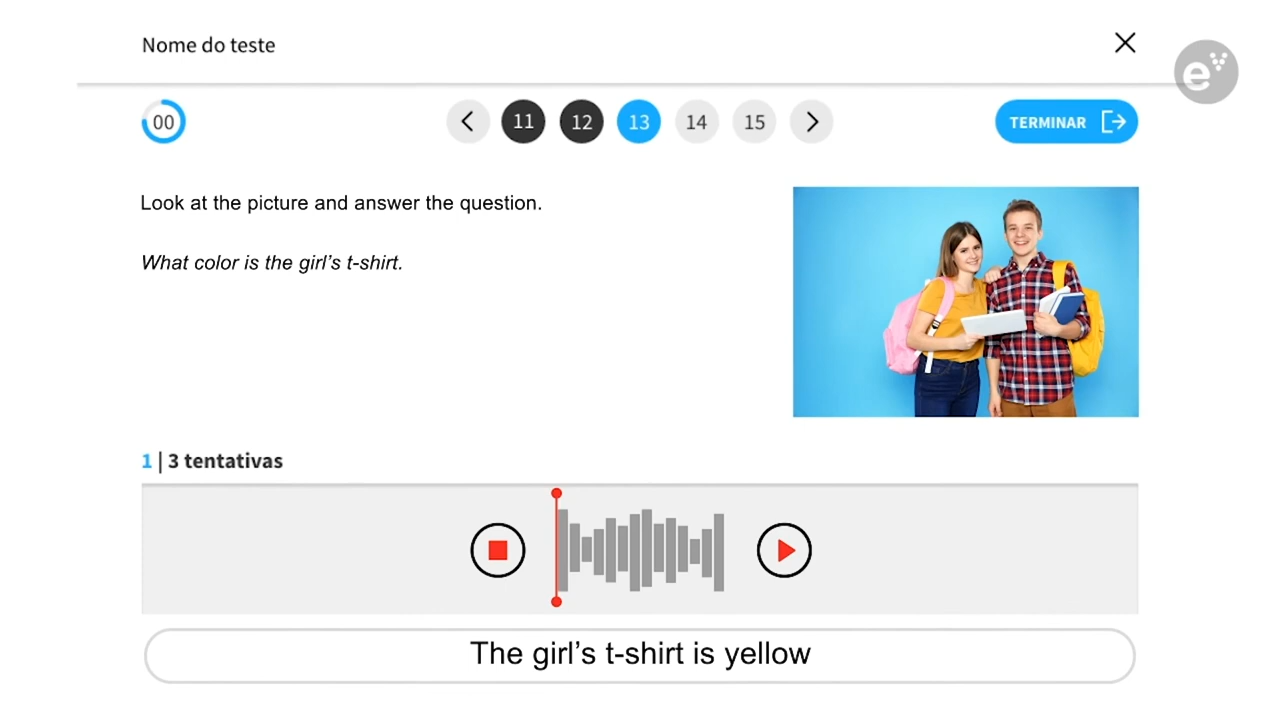 Nome do teste
e
00
11 12 13 14 15
TERMINAR
Look at the picture and answer the question.
What color is the girl's t-shirt.
1 | 3 tentativas
The girl's t-shirt is yellow